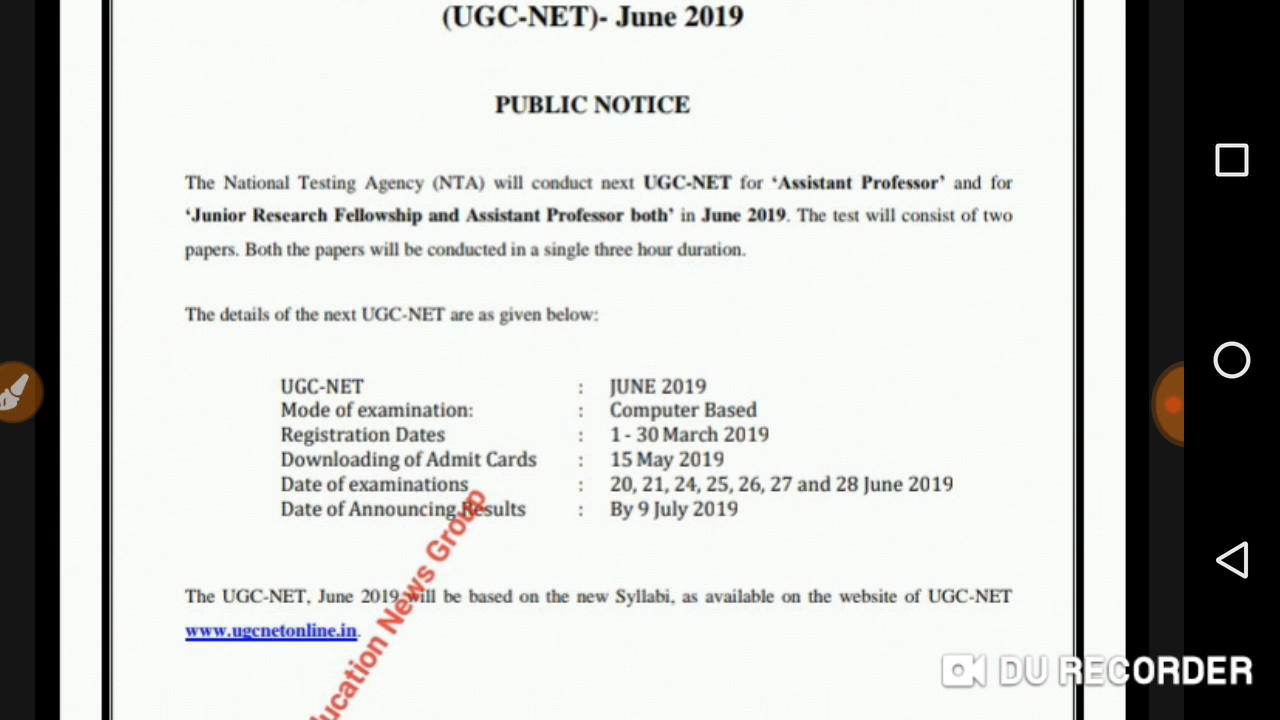 (UGC-NET)- June 2019
PUBLIC NOTICE
The National Testing Agency (NTA) will conduct next UGC-NET for ‘Assistant Professor’ and for
‘Junior Research Fellowship and Assistant Professor both’ in June 2019. The test will consist of two
papers. Both the papers will be conducted in a single three hour duration.
The details of the next UGC-NET are as given below:
UGC-NET : JUNE 2019
Mode of examination: : Computer Based
Registration Dates : 1 - 30 March 2019
Downloading of Admit Cards : 15 May 2019
Date of examinations : 20, 21, 24, 25, 26, 27 and 28 June 2019
Date of Announcing Results : By 9 July 2019
The UGC-NET, June 2019 will be based on the new Syllabi, as available on the website of UGC-NET
www.ugcnetonline.in.
News Group
DU RECORDER